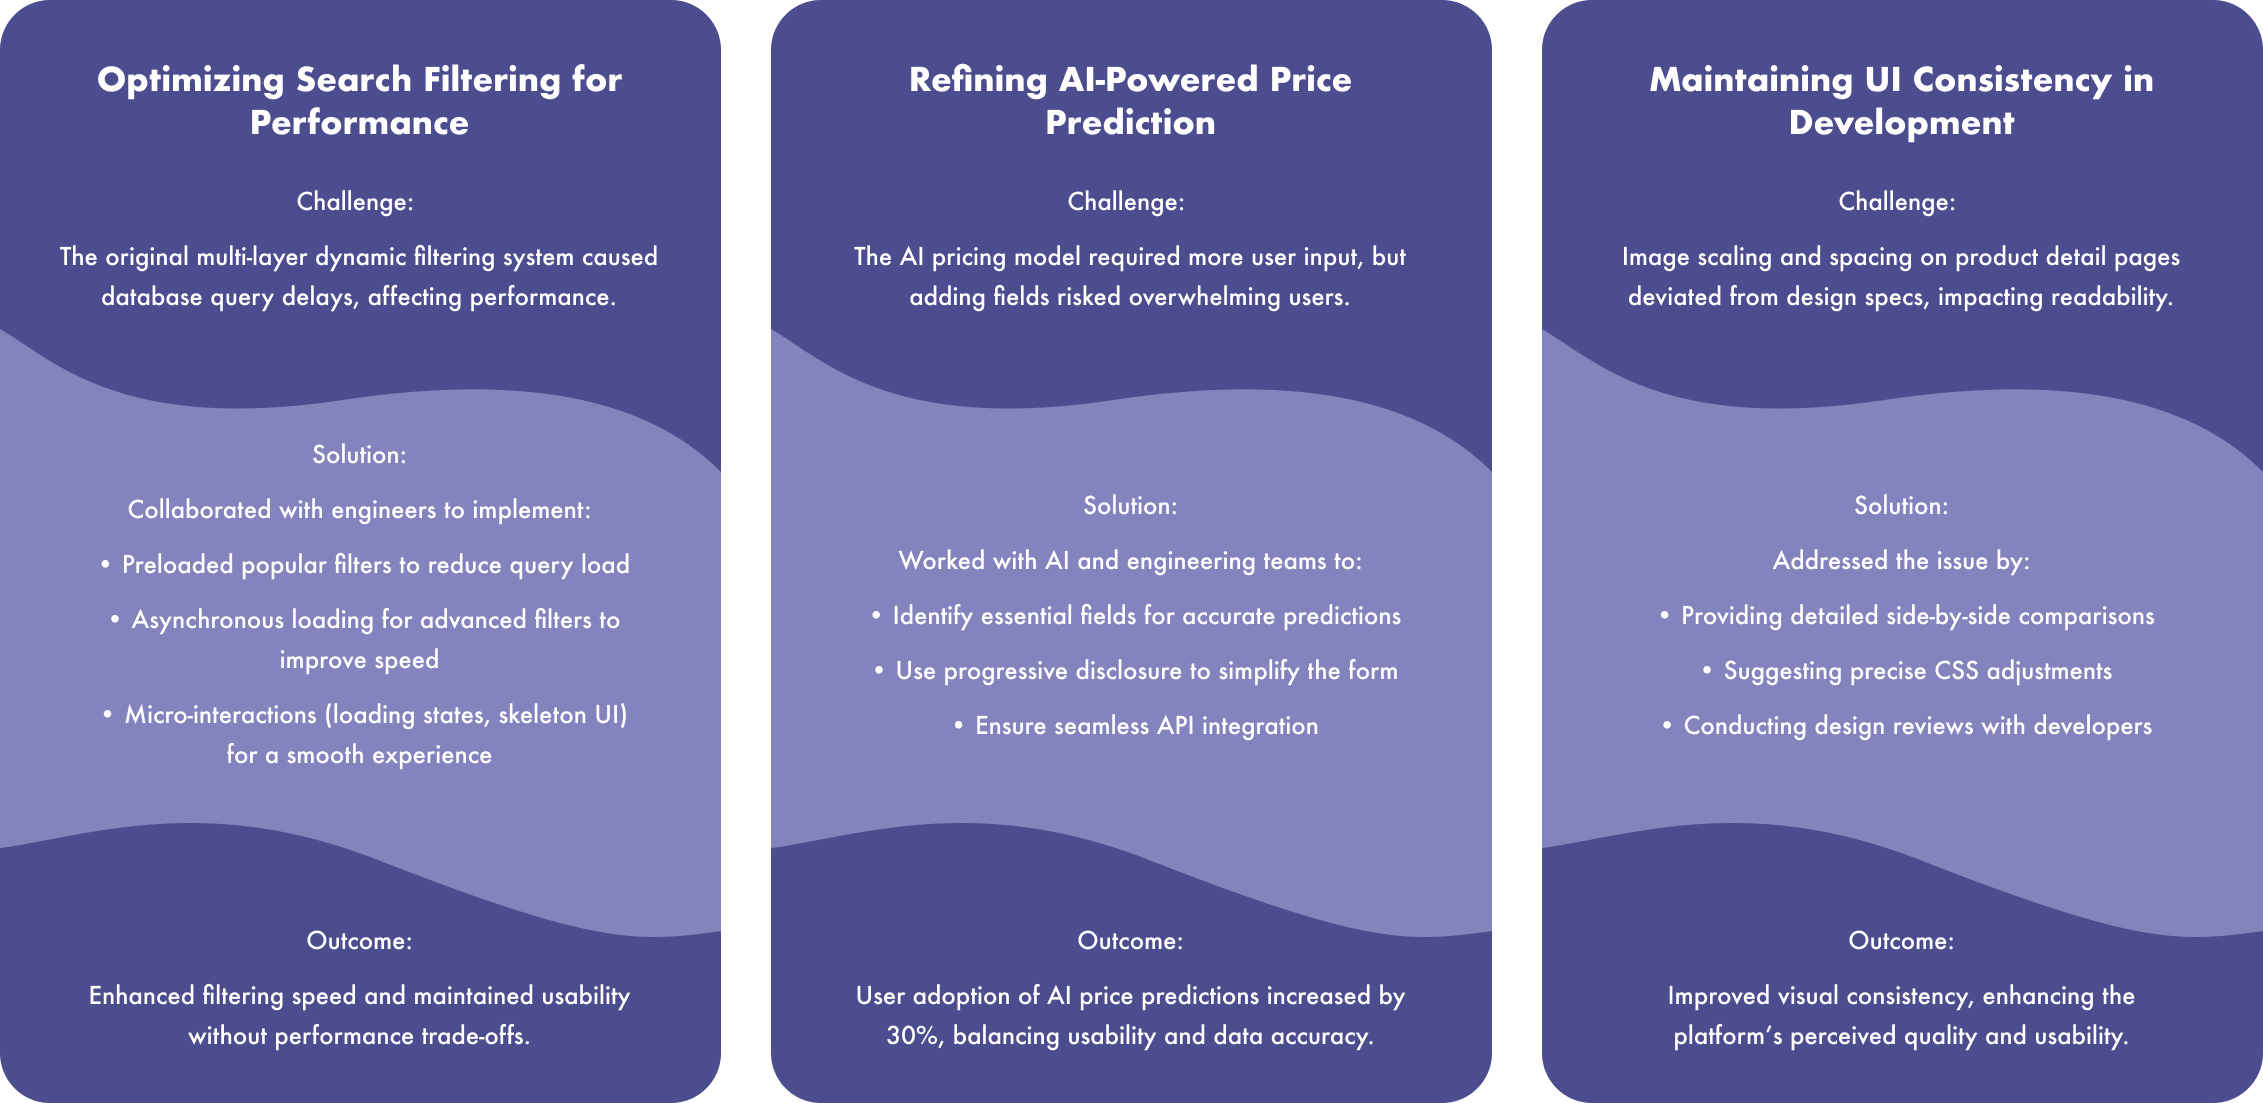 Optimizing Search Filtering for
Performance
Challenge:
The original multi-layer dynamic filtering system caused
database query delays, affecting performance.
Solution:
Collaborated with engineers to implement:
• Preloaded popular filters to reduce query load
• Asynchronous loading for advanced filters to
improve speed
• Micro-interactions (loading states, skeleton UI)
for a smooth experience
Outcome:
Enhanced filtering speed and maintained usability
without performance trade-offs.
Refining AI-Powered Price
Prediction
Challenge:
The AI pricing model required more user input, but
adding fields risked overwhelming users.
Solution:
Worked with AI and engineering teams to:
• Identify essential fields for accurate predictions
• Use progressive disclosure to simplify the form
• Ensure seamless API integration
Outcome:
User adoption of AI price predictions increased by
30%, balancing usability and data accuracy.
Maintaining UI Consistency in
Development
Challenge:
Image scaling and spacing on product detail pages
deviated from design specs, impacting readability.
Solution:
Addressed the issue by:
• Providing detailed side-by-side comparisons
• Suggesting precise CSS adjustments
• Conducting design reviews with developers
Outcome:
Improved visual consistency, enhancing the
platform’s perceived quality and usability.